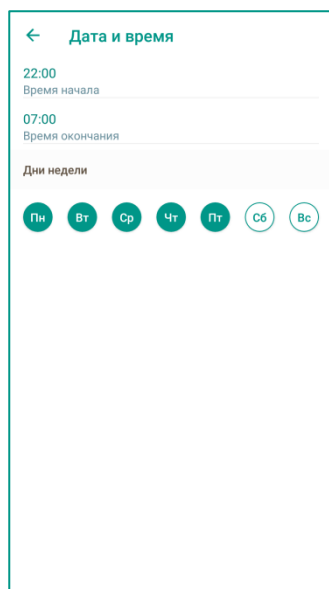 Дата и время
22:00
Время начала
07:00
Время окончания
Дни недели
Пн Вт Ср Чт Пт Сб Вс